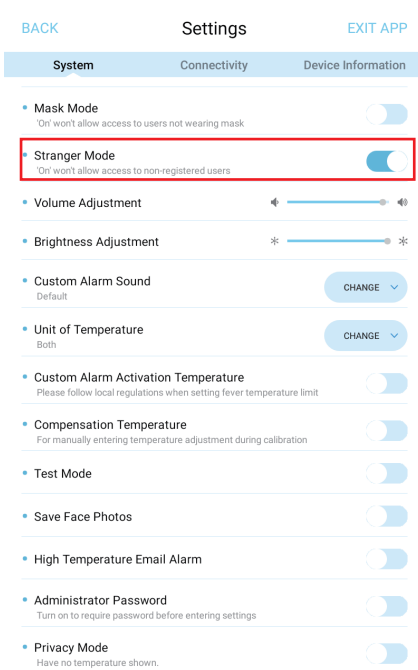 BACK Settings EXIT APP
System Connectivity Device Information
Mask Mode
'On' won't allow access to users not wearing mask
Stranger Mode
'On' won't allow access to non-registered users
Volume Adjustment
Brightness Adjustment
Custom Alarm Sound
Default
CHANGE
Unit of Temperature
Both
CHANGE
Custom Alarm Activation Temperature
Please follow local regulations when setting fever temperature limit
Compensation Temperature
For manually entering temperature adjustment during calibration
Test Mode
Save Face Photos
High Temperature Email Alarm
Administrator Password
Turn on to require password before entering settings
Privacy Mode
Have no temperature shown.